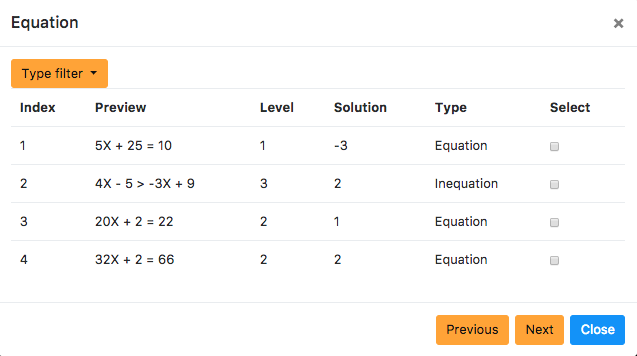 Equation ×
Type filter
Index Preview Level Solution Type Select
1 5X + 25 = 10 1 -3 Equation
2 4X - 5 > -3X + 9 3 2 Inequation
3 20X + 2 = 22 2 1 Equation
4 32X + 2 = 66 2 2 Equation
Previous Next Close